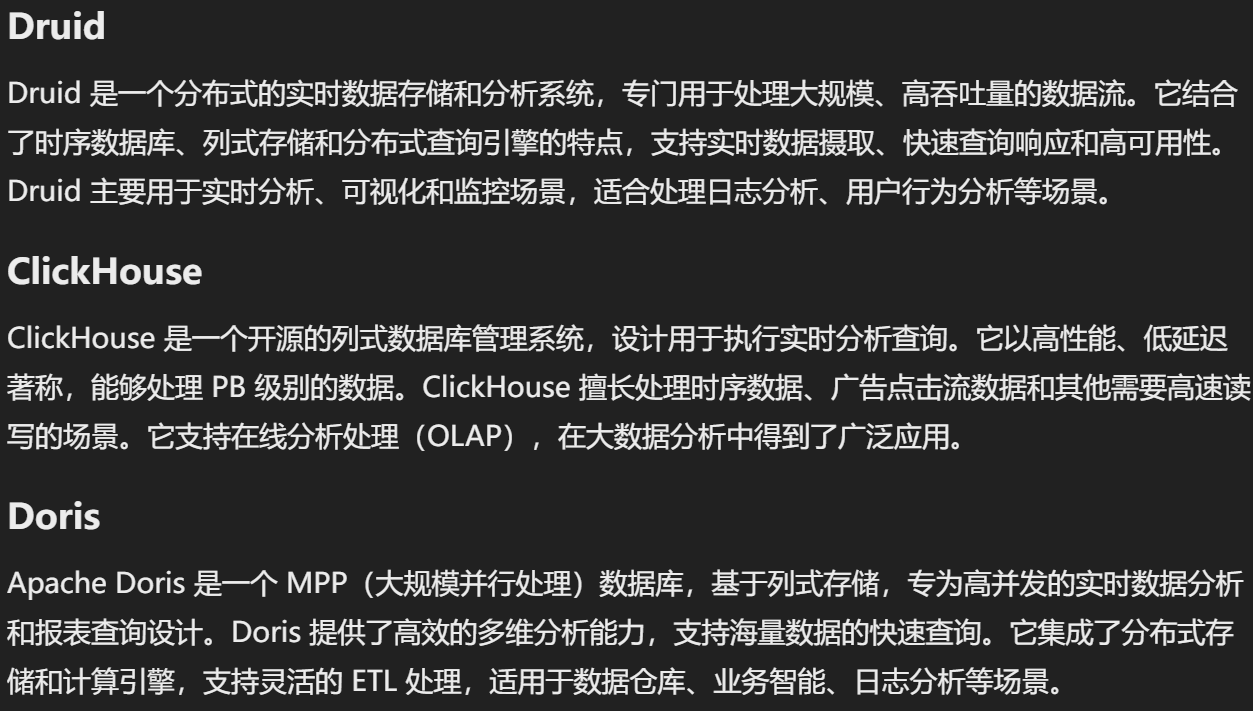 Druid
Druid 是一个分布式的实时数据存储和分析系统，专门用于处理大规模、高吞吐量的数据流。它结合
了时序数据库、列式存储和分布式查询引擎的特点，支持实时数据摄取、快速查询响应和高可用性。
Druid 主要用于实时分析、可视化和监控场景，适合处理日志分析、用户行为分析等场景。
ClickHouse
ClickHouse 是一个开源的列式数据库管理系统，设计用于执行实时分析查询。它以高性能、低延迟
著称，能够处理 PB 级别的数据。ClickHouse 擅长处理时序数据、广告点击流数据和其他需要高速读
写的场景。它支持在线分析处理（OLAP），在大数据分析中得到了广泛应用。
Doris
Apache Doris 是一个 MPP（大规模并行处理）数据库，基于列式存储，专为高并发的实时数据分析
和报表查询设计。Doris 提供了高效的多维分析能力，支持海量数据的快速查询。它集成了分布式存
储和计算引擎，支持灵活的 ETL 处理，适用于数据仓库、业务智能、日志分析等场景。